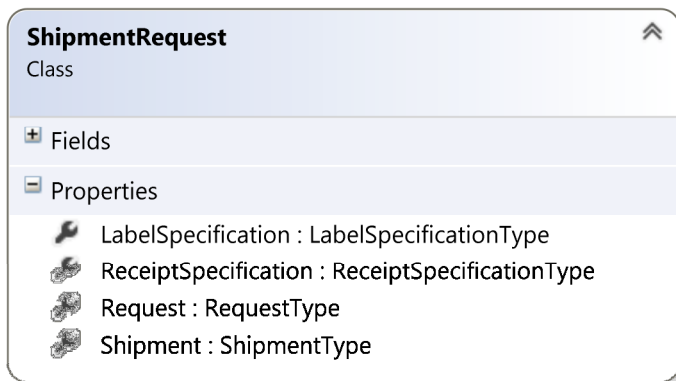 ShipmentRequest
Class
Fields
Properties
LabelSpecification : LabelSpecificationType
ReceiptSpecification : ReceiptSpecificationType
Request : RequestType
Shipment : ShipmentType